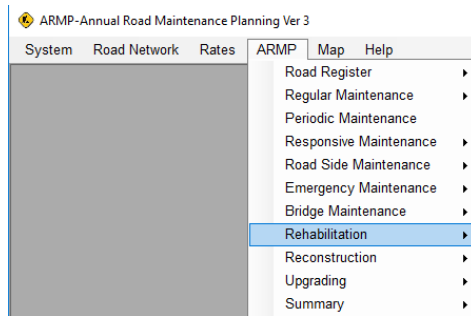 ARMP-Annual Road Maintenance Planning Ver 3
System Road Network Rates ARMP Map Help
Road Register
Regular Maintenance
Periodic Maintenance
Responsive Maintenance
Road Side Maintenance
Emergency Maintenance
Bridge Maintenance
Rehabilitation
Reconstruction
Upgrading
Summary